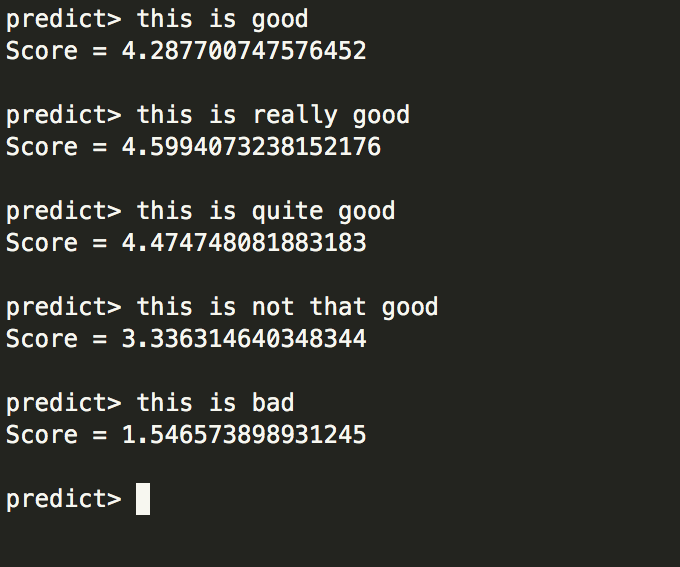 predict> this is good
Score = 4.287700747576452
predict> this is really good
Score = 4.5994073238152176
predict> this is quite good
Score = 4.474748081883183
predict> this is not that good
Score = 3.336314640348344
predict> this is bad
Score = 1.546573898931245
predict>